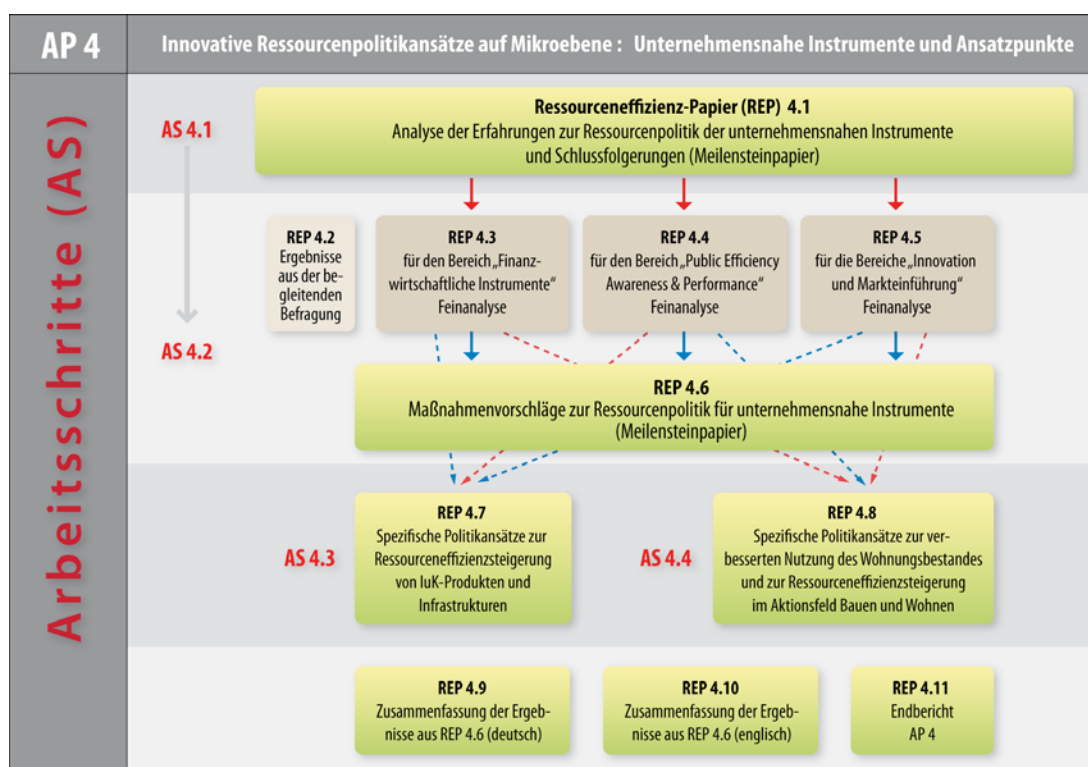 AP 4
Innovative Ressourcenpolitikansätze auf Mikroebene : Unternehmensnahe Instrumente und Ansatzpunkte
Arbeitsschritte (AS)
AS 4.1
Ressourceneffizienz-Papier (REP) 4.1
Analyse der Erfahrungen zur Ressourcenpolitik der unternehmensnahen Instrumente
und Schlussfolgerungen (Meilensteinpapier)
REP 4.2
Ergebnisse
aus der be-
gleitenden
Befragung
REP 4.3
für den Bereich „Finanz-
wirtschaftliche Instrumente“
Feinanalyse
REP 4.4
für den Bereich „Public Efficiency
Awareness & Performance“
Feinanalyse
REP 4.5
für die Bereiche „Innovation
und Markteinführung“
Feinanalyse
AS 4.2
REP 4.6
Maßnahmenvorschläge zur Ressourcenpolitik für unternehmensnahe Instrumente
(Meilensteinpapier)
AS 4.3
REP 4.7
Spezifische Politikansätze zur
Ressourceneffizienzsteigerung
von IuK-Produkten und
Infrastrukturen
AS 4.4
REP 4.8
Spezifische Politikansätze zur ver-
besserten Nutzung des Wohnungsbestandes
und zur Ressourceneffizienzsteigerung
im Aktionsfeld Bauen und Wohnen
REP 4.9
Zusammenfassung der Ergeb-
nisse aus REP 4.6 (deutsch)
REP 4.10
Zusammenfassung der Ergeb-
nisse aus REP 4.6 (englisch)
REP 4.11
Endbericht
AP 4